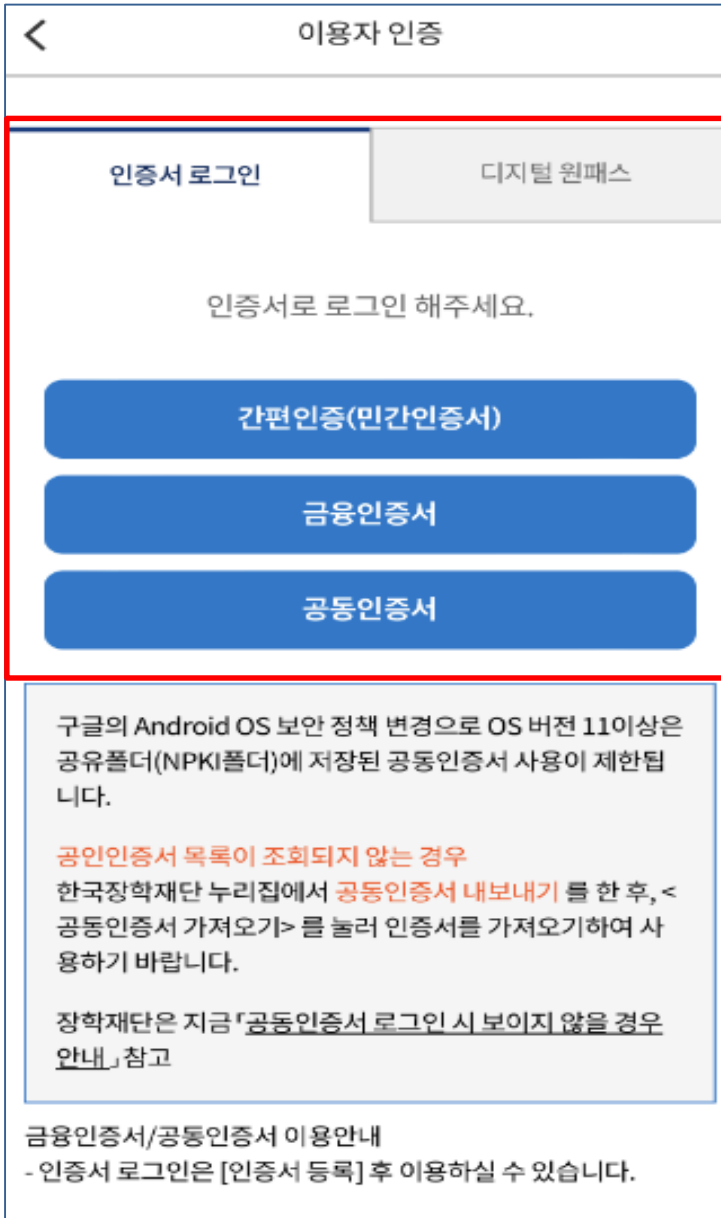 이용자 인증
인증서 로그인
디지털 원패스
인증서로 로그인 해주세요.
간편인증(민간인증서)
금융인증서
공동인증서
구글의 Android OS 보안 정책 변경으로 OS 버전 11이상은
공유폴더(NPKI폴더)에 저장된 공동인증서 사용이 제한됩
니다.
공인인증서 목록이 조회되지 않는 경우
한국장학재단 누리집에서 공동인증서 내보내기 를 한 후, <
공동인증서 가져오기> 를 눌러 인증서를 가져오기하여 사
용하기 바랍니다.
장학재단은 지금 「공동인증서 로그인 시 보이지 않을 경우
안내」참고
금융인증서/공동인증서 이용안내
- 인증서 로그인은 [인증서 등록] 후 이용하실 수 있습니다.